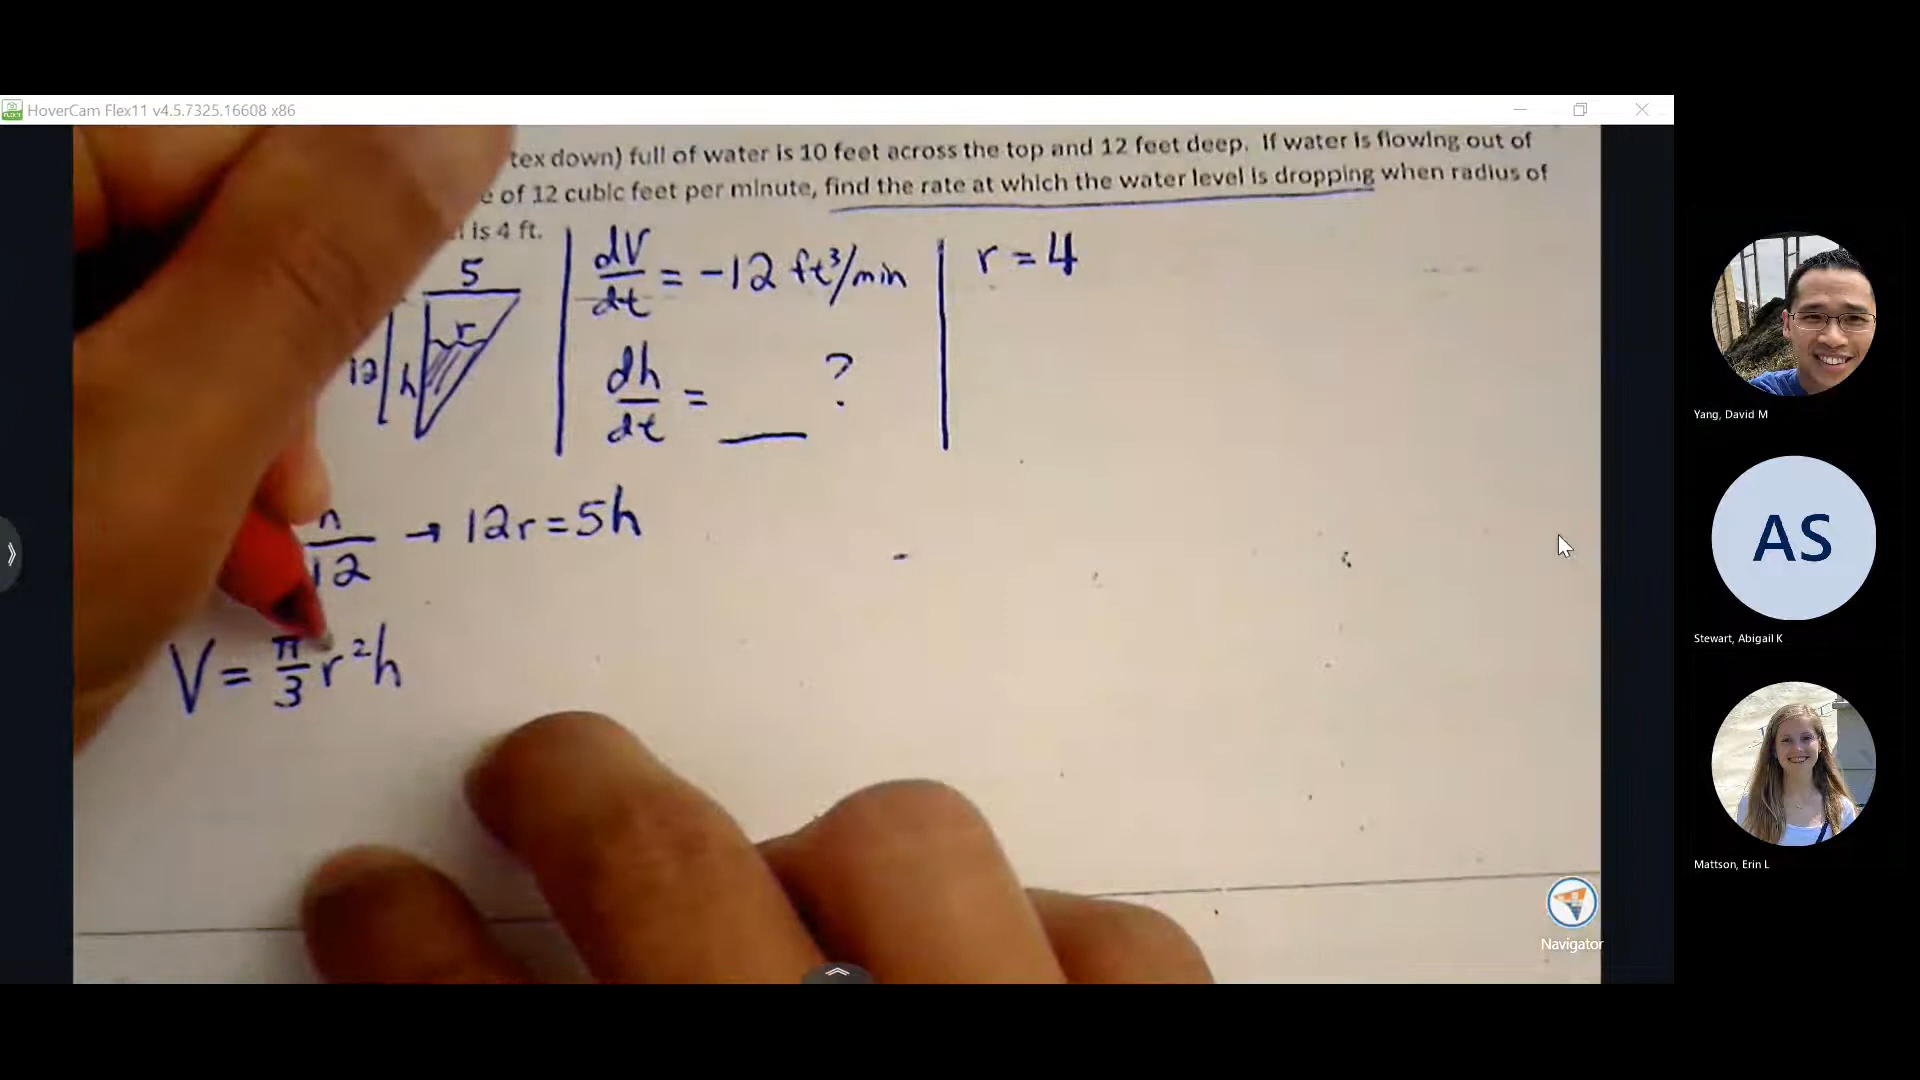 HoverCam Flex11 v4.5.7325.16608 x86
tex down) full of water is 10 feet across the top and 12 feet deep. If water is flowing out of
e of 12 cubic feet per minute, find the rate at which the water level is dropping when radius of
is 4 ft.
5
r
12 h
dV/dt = -12 ft³/min
dh/dt = ___ ?
r = 4
/12 → 12r = 5h
V = π/3 r²h
Yang, David M
AS
Stewart, Abigail K
Mattson, Erin L
Navigator